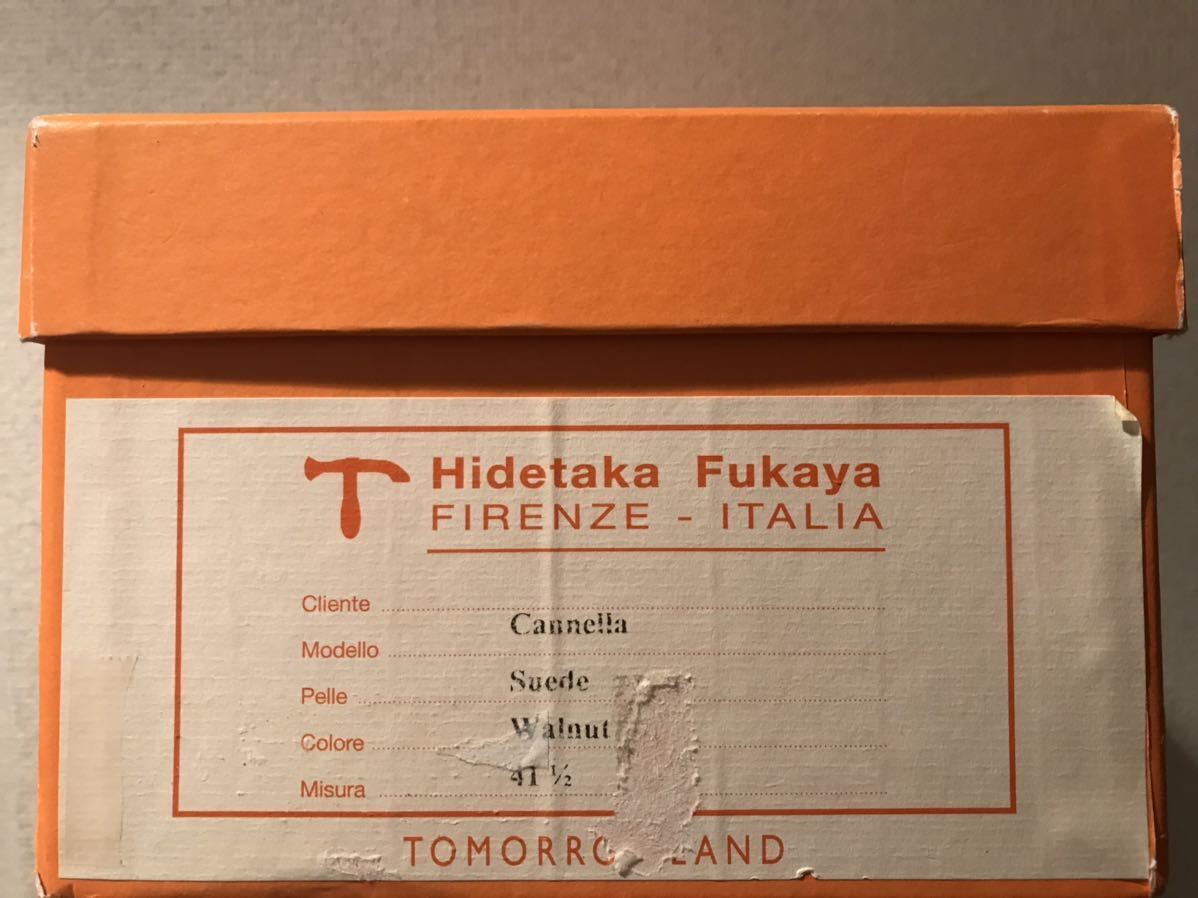 Hidetaka Fukaya
FIRENZE - ITALIA
Cliente
Modello Cannella
Pelle Suede
Colore Walnut
Misura 41 ½